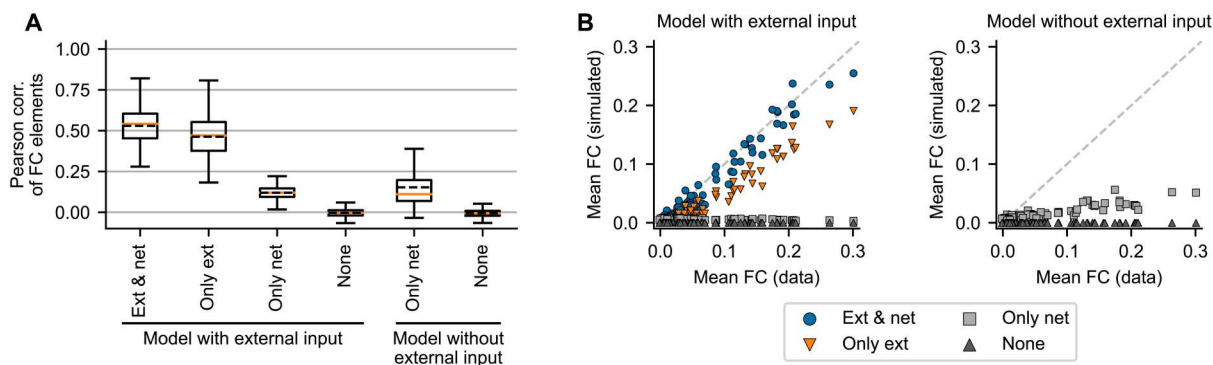 A
Pearson corr.
of FC elements
1.00
0.75
0.50
0.25
0.00
Ext & net
Only ext
Only net
None
Only net
None
Model with external input
Model without
external input
B
Model with external input
Mean FC (simulated)
0.3
0.2
0.1
0.0
0.0 0.1 0.2 0.3
Mean FC (data)
Model without external input
Mean FC (simulated)
0.3
0.2
0.1
0.0
0.0 0.1 0.2 0.3
Mean FC (data)
Ext & net
Only ext
Only net
None